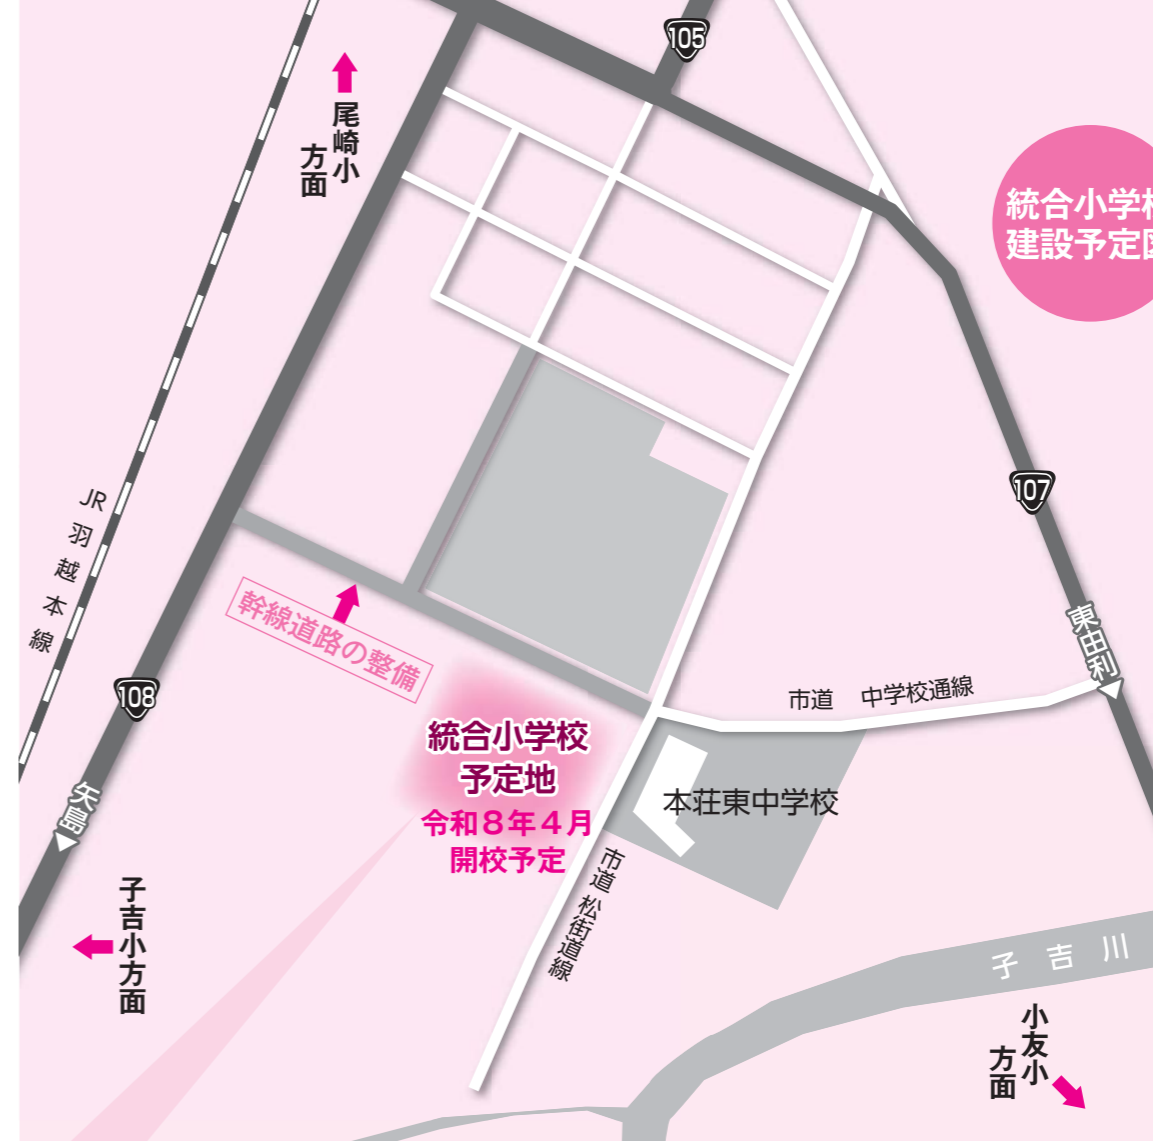 105
尾崎小
方面
統合小学校
建設予定図
107
JR羽越本線
幹線道路の整備
108
東由利
市道　中学校通線
統合小学校
予定地
令和８年４月
開校予定
本荘東中学校
矢島
市道 松街道線
子吉小方面
子吉川
小友小
方面